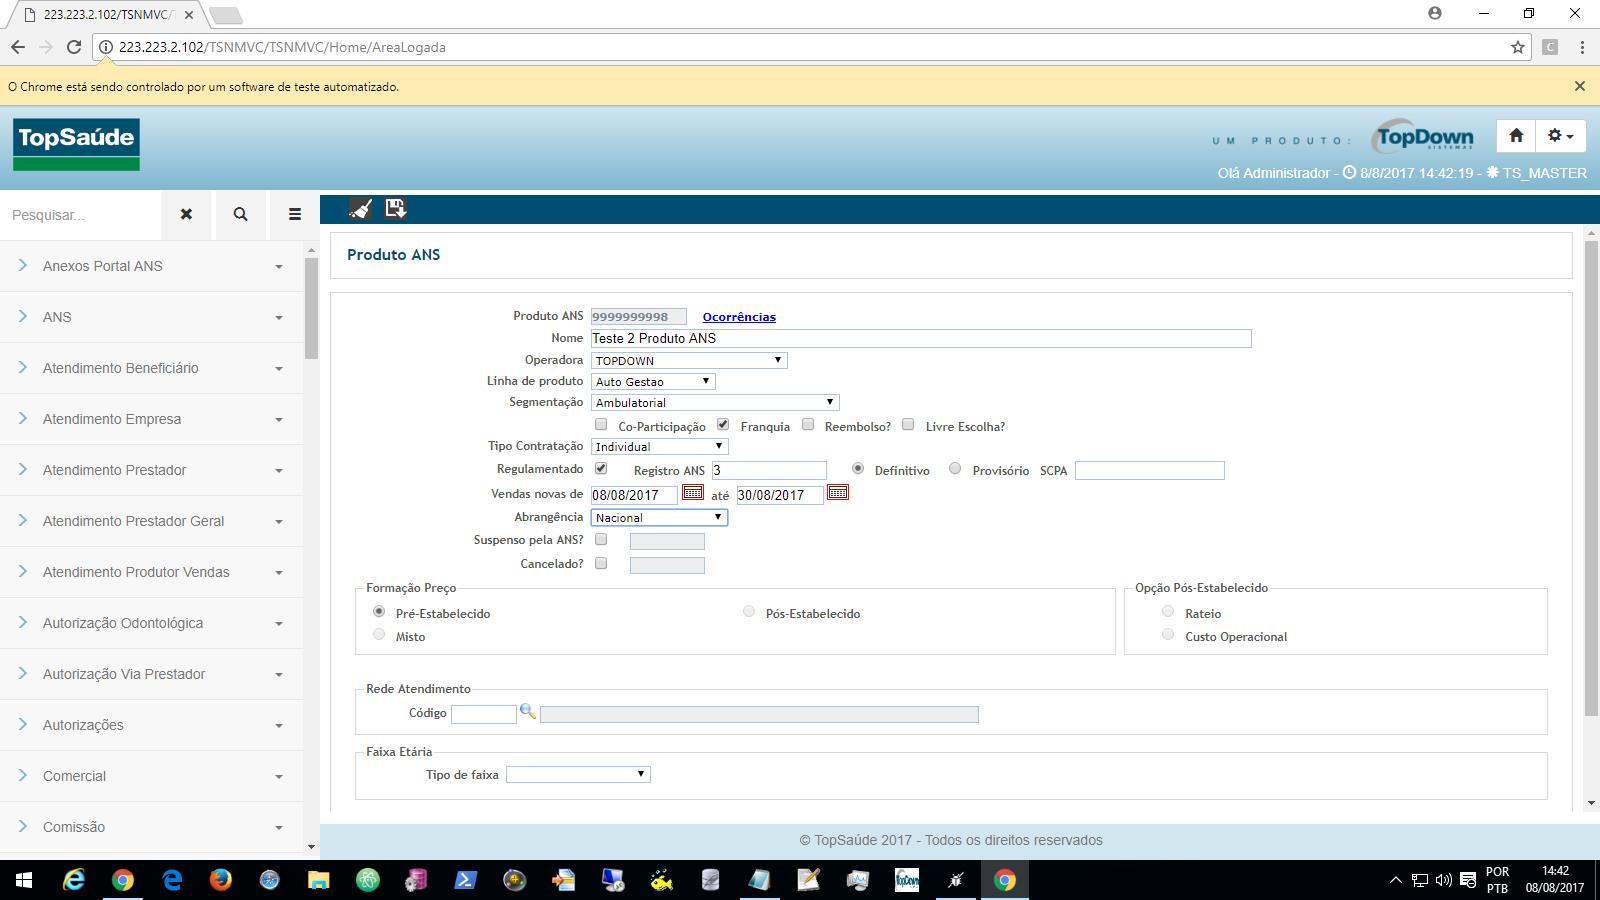 223.223.2.102/TSNMVC/T
223.223.2.102/TSNMVC/TSNMVC/Home/AreaLogada
C
O Chrome está sendo controlado por um software de teste automatizado.
TopSaúde
UM PRODUTO:
TopDown
SISTEMAS
Olá Administrador - 8/8/2017 14:42:19 - TS_MASTER
Pesquisar...
Anexos Portal ANS
ANS
Atendimento Beneficiário
Atendimento Empresa
Atendimento Prestador
Atendimento Prestador Geral
Atendimento Produtor Vendas
Autorização Odontológica
Autorização Via Prestador
Autorizações
Comercial
Comissão
Produto ANS
Produto ANS 9999999998 Ocorrências
Nome Teste 2 Produto ANS
Operadora TOPDOWN
Linha de produto Auto Gestao
Segmentação Ambulatorial
Co-Participação Franquia Reembolso? Livre Escolha?
Tipo Contratação Individual
Regulamentado Registro ANS 3 Definitivo Provisório SCPA
Vendas novas de 08/08/2017 até 30/08/2017
Abrangência Nacional
Suspenso pela ANS?
Cancelado?
Formação Preço
Pré-Estabelecido Pós-Estabelecido
Misto
Opção Pós-Estabelecido
Rateio
Custo Operacional
Rede Atendimento
Código
Faixa Etária
Tipo de faixa
© TopSaúde 2017 - Todos os direitos reservados
TopDown
POR
PTB
14:42
08/08/2017